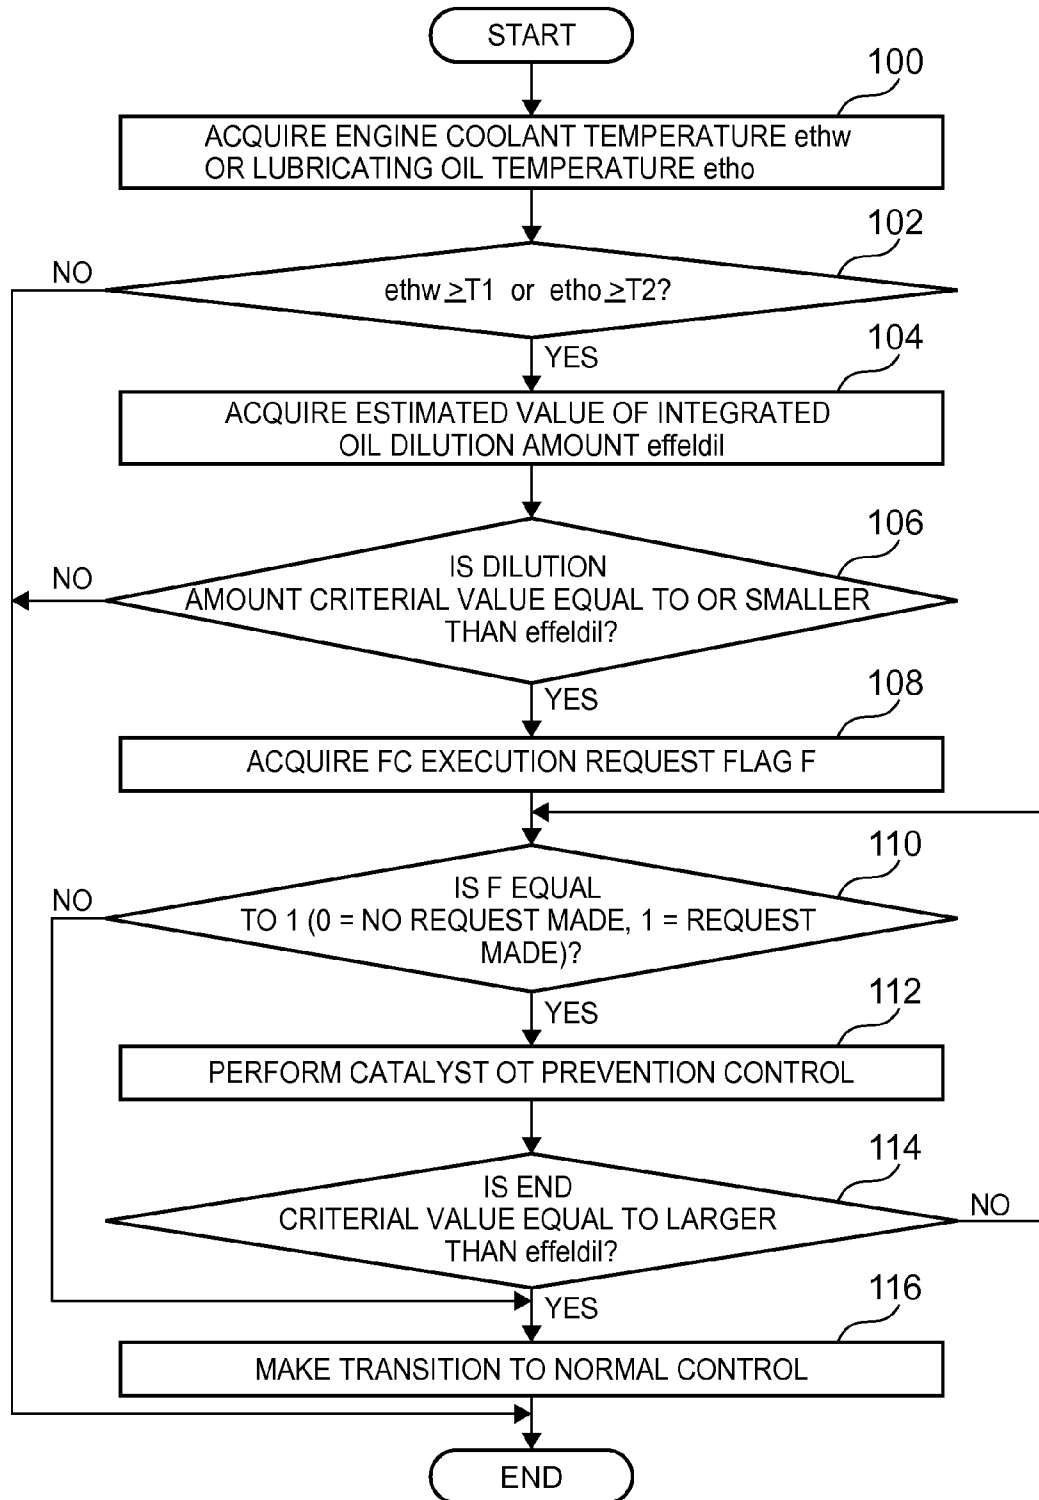 START
100
ACQUIRE ENGINE COOLANT TEMPERATURE ethw
OR LUBRICATING OIL TEMPERATURE etho
102
NO
ethw ≥T1 or etho ≥T2?
YES
104
ACQUIRE ESTIMATED VALUE OF INTEGRATED
OIL DILUTION AMOUNT effeldil
106
NO
IS DILUTION
AMOUNT CRITERIAL VALUE EQUAL TO OR SMALLER
THAN effeldil?
YES
108
ACQUIRE FC EXECUTION REQUEST FLAG F
110
NO
IS F EQUAL
TO 1 (0 = NO REQUEST MADE, 1 = REQUEST
MADE)?
YES
112
PERFORM CATALYST OT PREVENTION CONTROL
114
IS END
CRITERIAL VALUE EQUAL TO LARGER
THAN effeldil?
NO
YES
116
MAKE TRANSITION TO NORMAL CONTROL
END